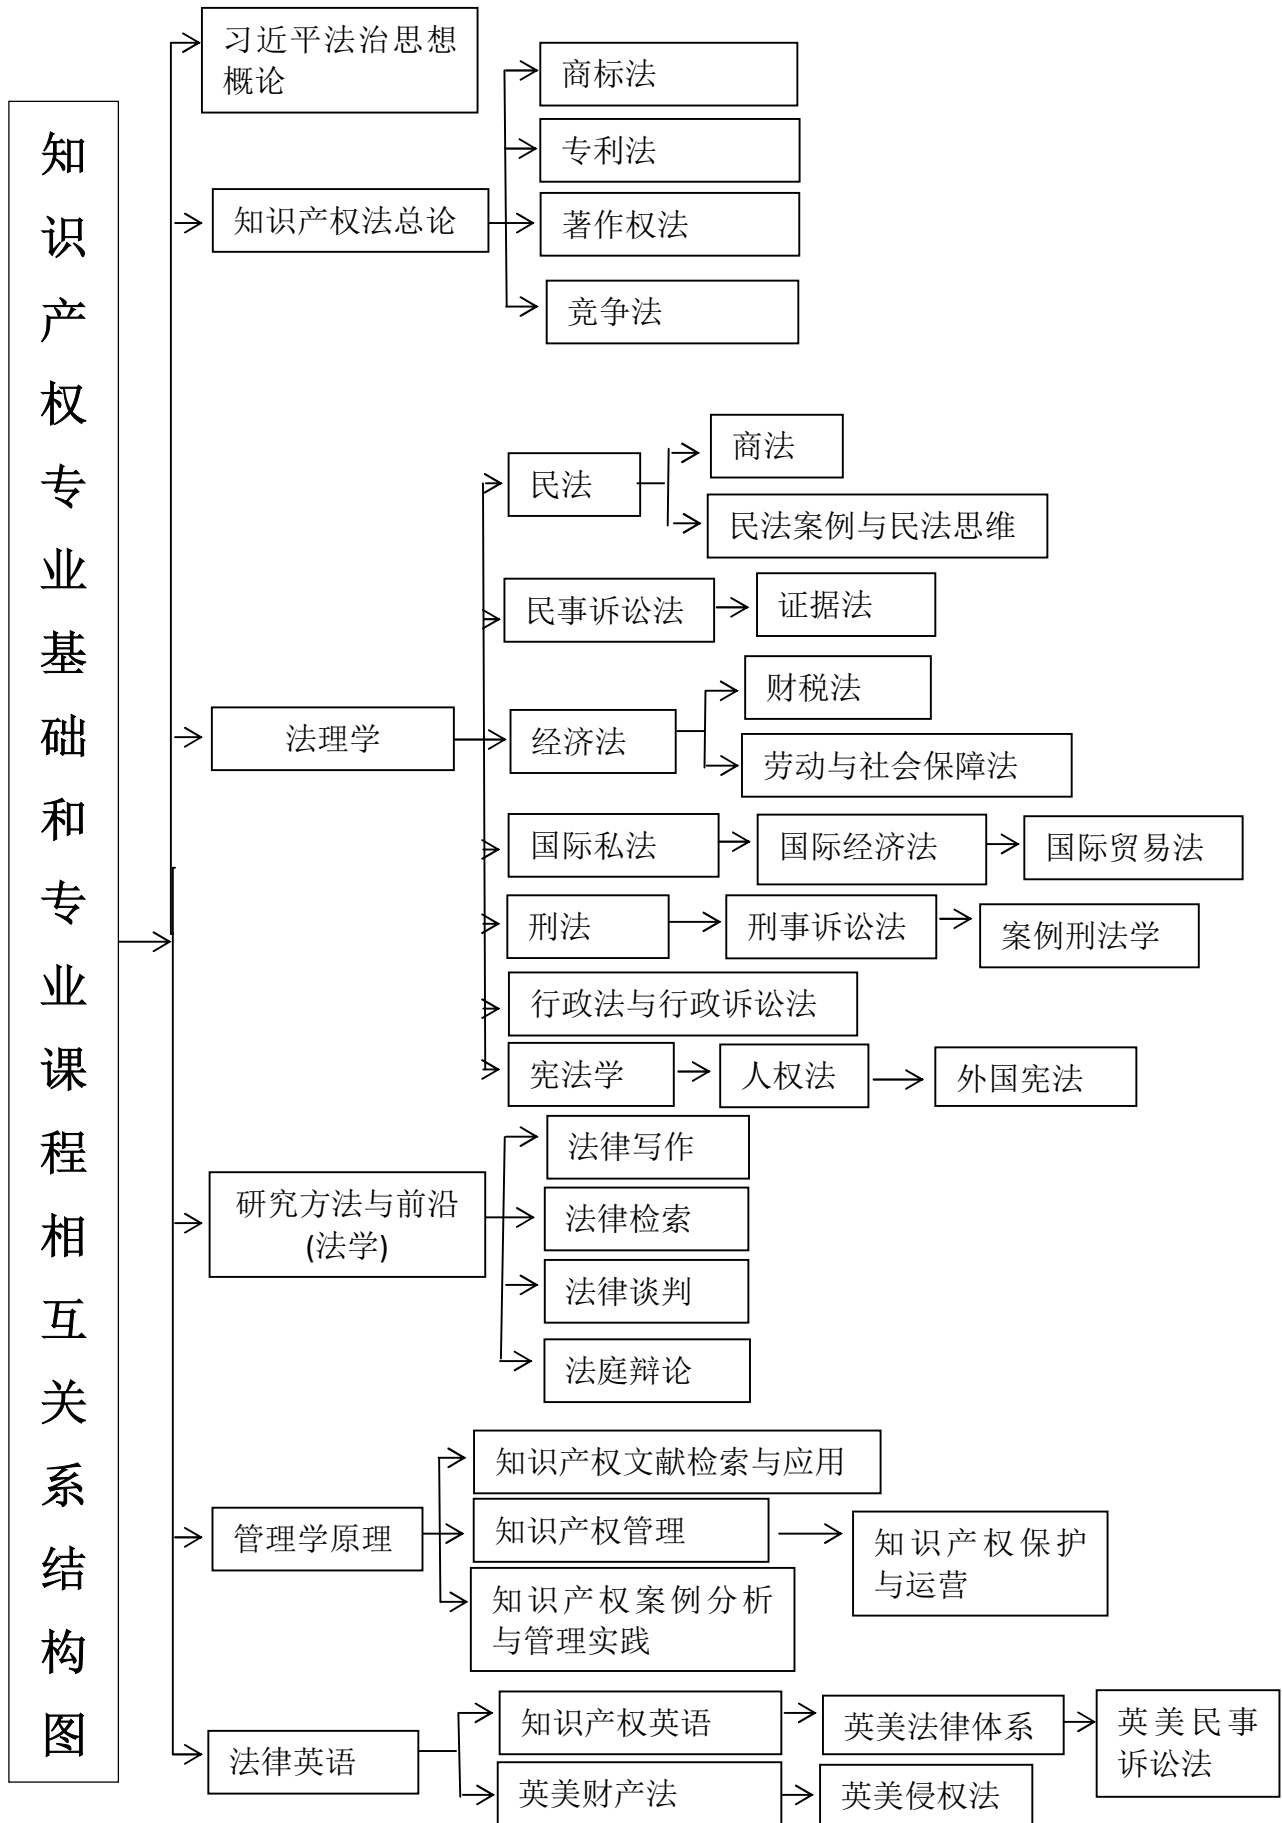 知识产权专业基础和专业课程相互关系结构图
习近平法治思想
概论
知识产权法总论
商标法
专利法
著作权法
竞争法
法理学
民法
商法
民法案例与民法思维
民事诉讼法
证据法
经济法
财税法
劳动与社会保障法
国际私法
国际经济法
国际贸易法
刑法
刑事诉讼法
案例刑法学
行政法与行政诉讼法
宪法学
人权法
外国宪法
研究方法与前沿
(法学)
法律写作
法律检索
法律谈判
法庭辩论
管理学原理
知识产权文献检索与应用
知识产权管理
知识产权保护
与运营
知识产权案例分析
与管理实践
法律英语
知识产权英语
英美法律体系
英美民事
诉讼法
英美财产法
英美侵权法